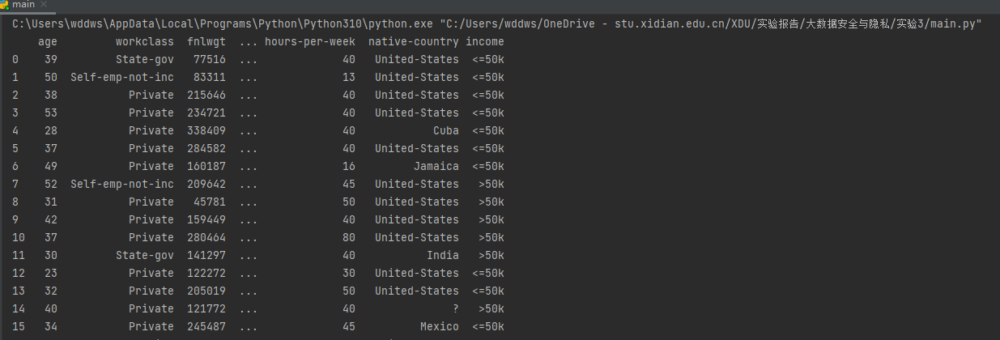 main
C:\Users\wddws\AppData\Local\Programs\Python\Python310\python.exe "C:/Users/wddws/OneDrive - stu.xidian.edu.cn/XDU/实验报告/大数据安全与隐私/实验3/main.py"
age workclass fnlwgt ... hours-per-week native-country income
0 39 State-gov 77516 ... 40 United-States <=50k
1 50 Self-emp-not-inc 83311 ... 13 United-States <=50k
2 38 Private 215646 ... 40 United-States <=50k
3 53 Private 234721 ... 40 United-States <=50k
4 28 Private 338409 ... 40 Cuba <=50k
5 37 Private 284582 ... 40 United-States <=50k
6 49 Private 160187 ... 16 Jamaica <=50k
7 52 Self-emp-not-inc 209642 ... 45 United-States >50k
8 31 Private 45781 ... 50 United-States >50k
9 42 Private 159449 ... 40 United-States >50k
10 37 Private 280464 ... 80 United-States >50k
11 30 State-gov 141297 ... 40 India >50k
12 23 Private 122272 ... 30 United-States <=50k
13 32 Private 205019 ... 50 United-States <=50k
14 40 Private 121772 ... 40 ? >50k
15 34 Private 245487 ... 45 Mexico <=50k